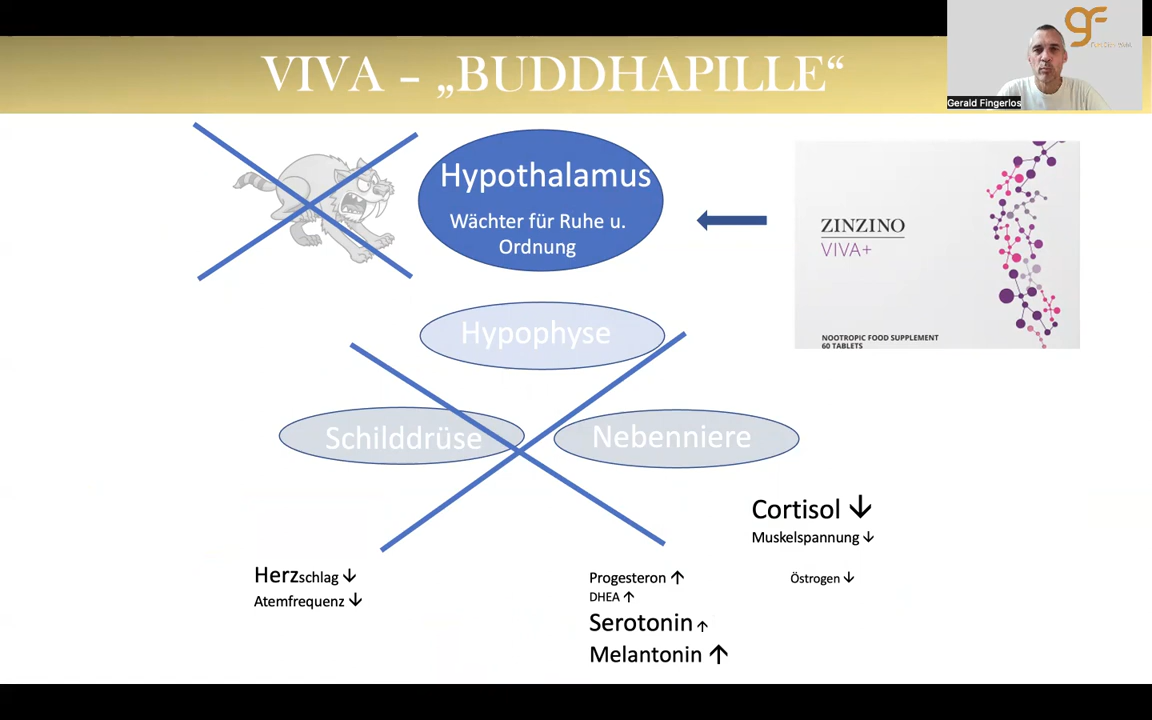 VIVA – „BUDDHAPILLE“
gF
Gerald Fingerlos
Hypothalamus
Wächter für Ruhe u.
Ordnung
ZINZINO
VIVA+
NOOTROPIC FOOD SUPPLEMENT
60 TABLETS
Hypophyse
Schilddrüse
Nebenniere
Cortisol ↓
Muskelspannung ↓
Herzschlag ↓
Atemfrequenz ↓
Progesteron ↑
DHEA ↑
Serotonin ↑
Melantonin ↑
Östrogen ↓